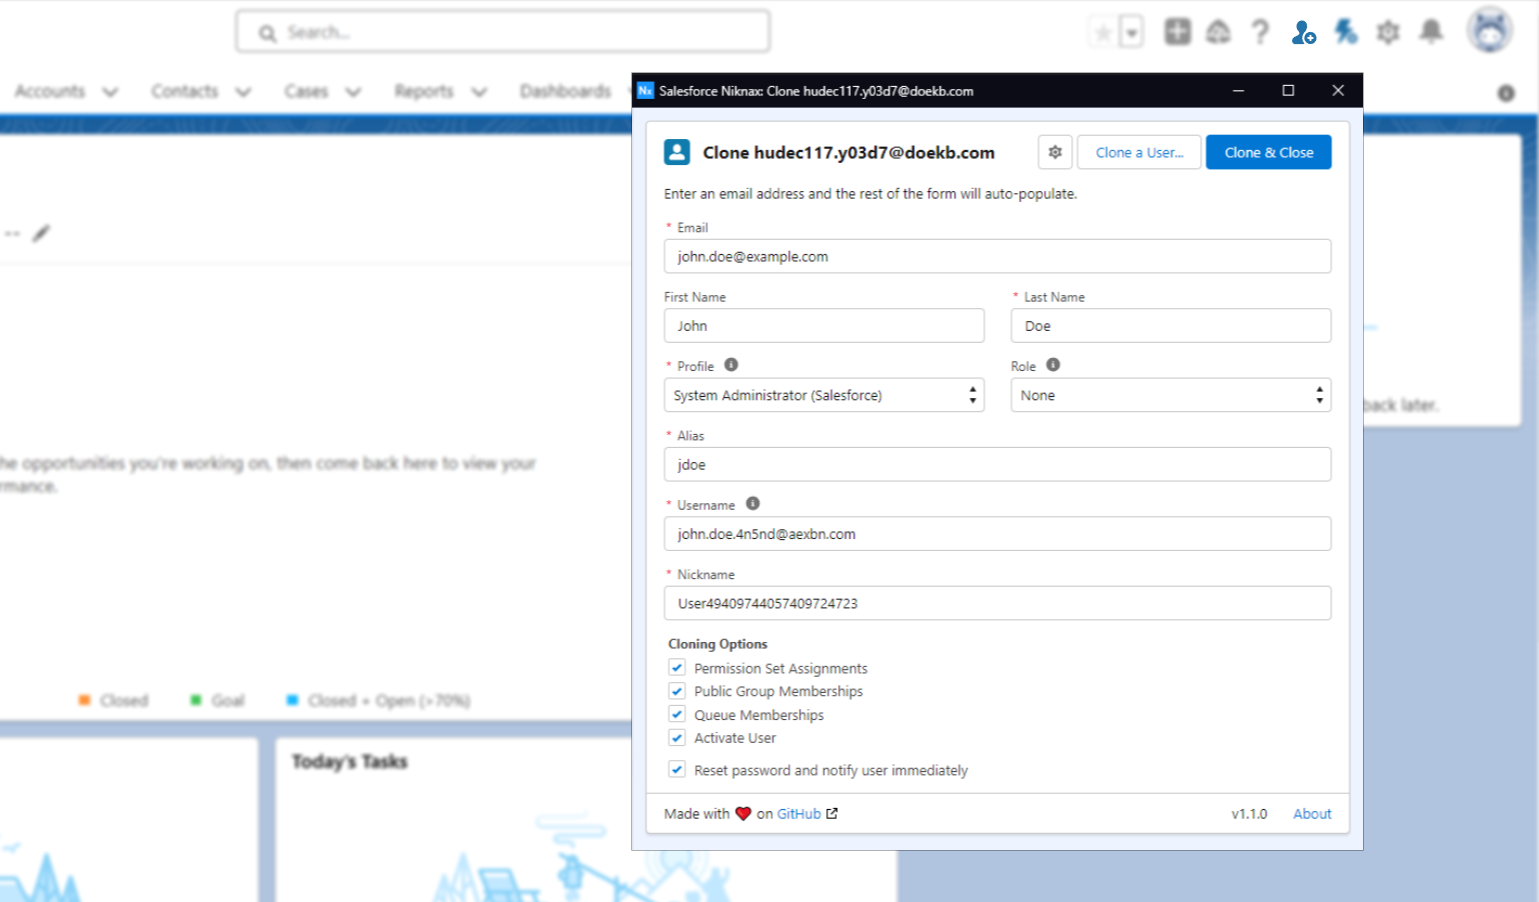 Search...
Accounts
Contacts
Cases
Reports
Dashboards
Nx Salesforce Niknax: Clone hudec117.y03d7@doekb.com
Clone hudec117.y03d7@doekb.com
Clone a User...
Clone & Close
Enter an email address and the rest of the form will auto-populate.
* Email
john.doe@example.com
First Name
* Last Name
John
Doe
* Profile
Role
System Administrator (Salesforce)
None
* Alias
jdoe
* Username
john.doe.4n5nd@aexbn.com
* Nickname
User49409744057409724723
Cloning Options
Permission Set Assignments
Public Group Memberships
Queue Memberships
Activate User
Reset password and notify user immediately
Made with ❤ on GitHub
v1.1.0
About
--
he opportunities you're working on, then come back here to view your
rmance.
Closed
Goal
Closed + Open (>70%)
Today's Tasks
back later.